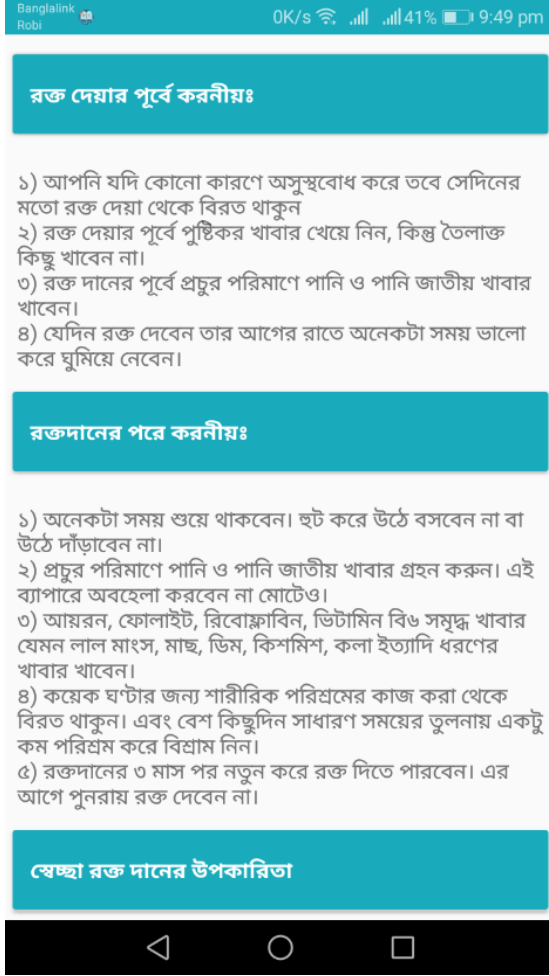 Banglalink
Robi
0K/s 41% 9:49 pm
রক্ত দেয়ার পূর্বে করনীয়ঃ
১) আপনি যদি কোনো কারণে অসুস্থবোধ করে তবে সেদিনের
মতো রক্ত দেয়া থেকে বিরত থাকুন
২) রক্ত দেয়ার পূর্বে পুষ্টিকর খাবার খেয়ে নিন, কিন্তু তৈলাক্ত
কিছু খাবেন না।
৩) রক্ত দানের পূর্বে প্রচুর পরিমাণে পানি ও পানি জাতীয় খাবার
খাবেন।
৪) যেদিন রক্ত দেবেন তার আগের রাতে অনেকটা সময় ভালো
করে ঘুমিয়ে নেবেন।
রক্তদানের পরে করনীয়ঃ
১) অনেকটা সময় শুয়ে থাকবেন। হুট করে উঠে বসবেন না বা
উঠে দাঁড়াবেন না।
২) প্রচুর পরিমাণে পানি ও পানি জাতীয় খাবার গ্রহন করুন। এই
ব্যাপারে অবহেলা করবেন না মোটেও।
৩) আয়রন, ফোলাইট, রিবোফ্লাবিন, ভিটামিন বি৬ সমৃদ্ধ খাবার
যেমন লাল মাংস, মাছ, ডিম, কিশমিশ, কলা ইত্যাদি ধরণের
খাবার খাবেন।
৪) কয়েক ঘণ্টার জন্য শারীরিক পরিশ্রমের কাজ করা থেকে
বিরত থাকুন। এবং বেশ কিছুদিন সাধারণ সময়ের তুলনায় একটু
কম পরিশ্রম করে বিশ্রাম নিন।
৫) রক্তদানের ৩ মাস পর নতুন করে রক্ত দিতে পারবেন। এর
আগে পুনরায় রক্ত দেবেন না।
স্বেচ্ছা রক্ত দানের উপকারিতা